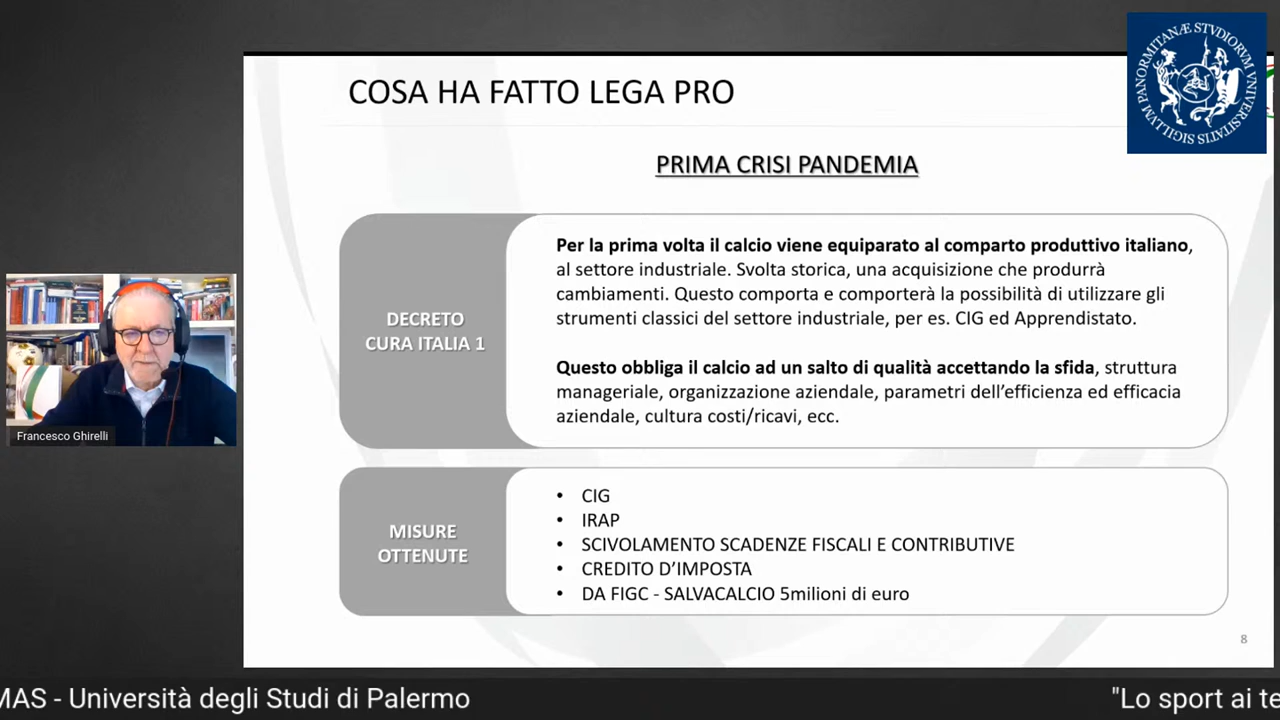 COSA HA FATTO LEGA PRO
SIGILLVM PANORMITANÆ STVDIORVM VNIVERSITATIS
PRIMA CRISI PANDEMIA
DECRETO
CURA ITALIA 1
Per la prima volta il calcio viene equiparato al comparto produttivo italiano,
al settore industriale. Svolta storica, una acquisizione che produrrà
cambiamenti. Questo comporta e comporterà la possibilità di utilizzare gli
strumenti classici del settore industriale, per es. CIG ed Apprendistato.
Questo obbliga il calcio ad un salto di qualità accettando la sfida, struttura
manageriale, organizzazione aziendale, parametri dell’efficienza ed efficacia
aziendale, cultura costi/ricavi, ecc.
Francesco Ghirelli
MISURE
OTTENUTE
• CIG
• IRAP
• SCIVOLAMENTO SCADENZE FISCALI E CONTRIBUTIVE
• CREDITO D’IMPOSTA
• DA FIGC - SALVACALCIO 5milioni di euro
8
MAS - Università degli Studi di Palermo
"Lo sport ai te